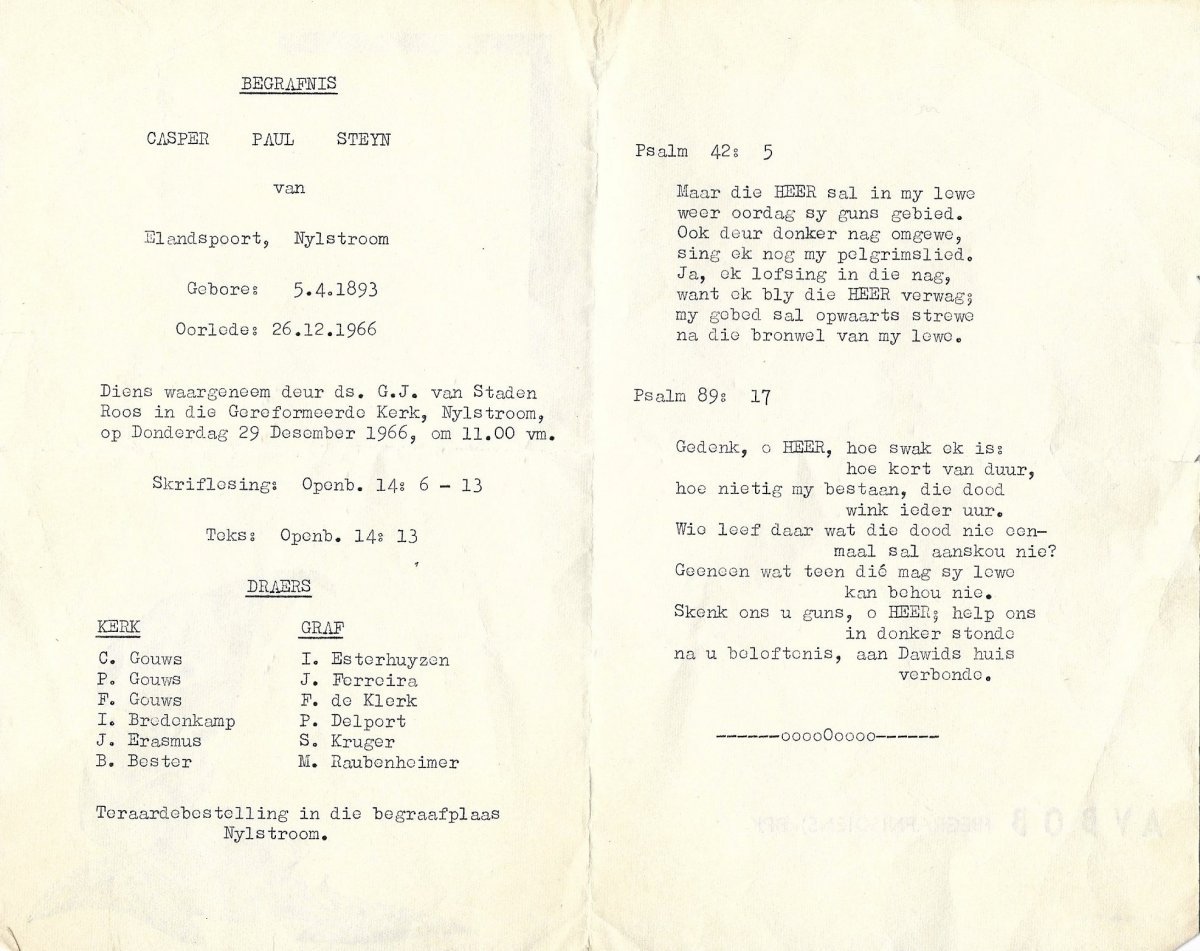 BEGRAFNIS
CASPER PAUL STEYN
van
Elandspoort, Nylstroom
Gebore: 5.4.1893
Oorlede: 26.12.1966
Diens waargeneem deur ds. G.J. van Staden
Roos in die Gereformeerde Kerk, Nylstroom,
op Donderdag 29 Desember 1966, om 11.00 vm.
Skriflesing: Openb. 14: 6 - 13
Teks: Openb. 14: 13
DRAERS
KERK GRAF
C. Gouws I. Esterhuyzen
P. Gouws J. Ferreira
F. Gouws F. de Klerk
I. Bredenkamp P. Delport
J. Erasmus S. Kruger
B. Bester M. Raubenheimer
Teraardebestelling in die begraafplaas
Nylstroom.
Psalm 42: 5
Maar die HEER sal in my lewe
weer oordag sy guns gebied.
Ook deur donker nag omgewe,
sing ek nog my pelgrimslied.
Ja, ek lofsing in die nag,
want ek bly die HEER verwag;
my gebed sal opwaarts strewe
na die bronwel van my lewe.
Psalm 89: 17
Gedenk, o HEER, hoe swak ek is:
hoe kort van duur,
hoe nietig my bestaan, die dood
wink ieder uur.
Wie leef daar wat die dood nie een-
maal sal aanskou nie?
Geeneen wat teen dié mag sy lewe
kan behou nie.
Skenk ons u guns, o HEER; help ons
in donker stonde
na u beloftenis, aan Dawids huis
verbonde.
------ooooOoooo------
AVBOB